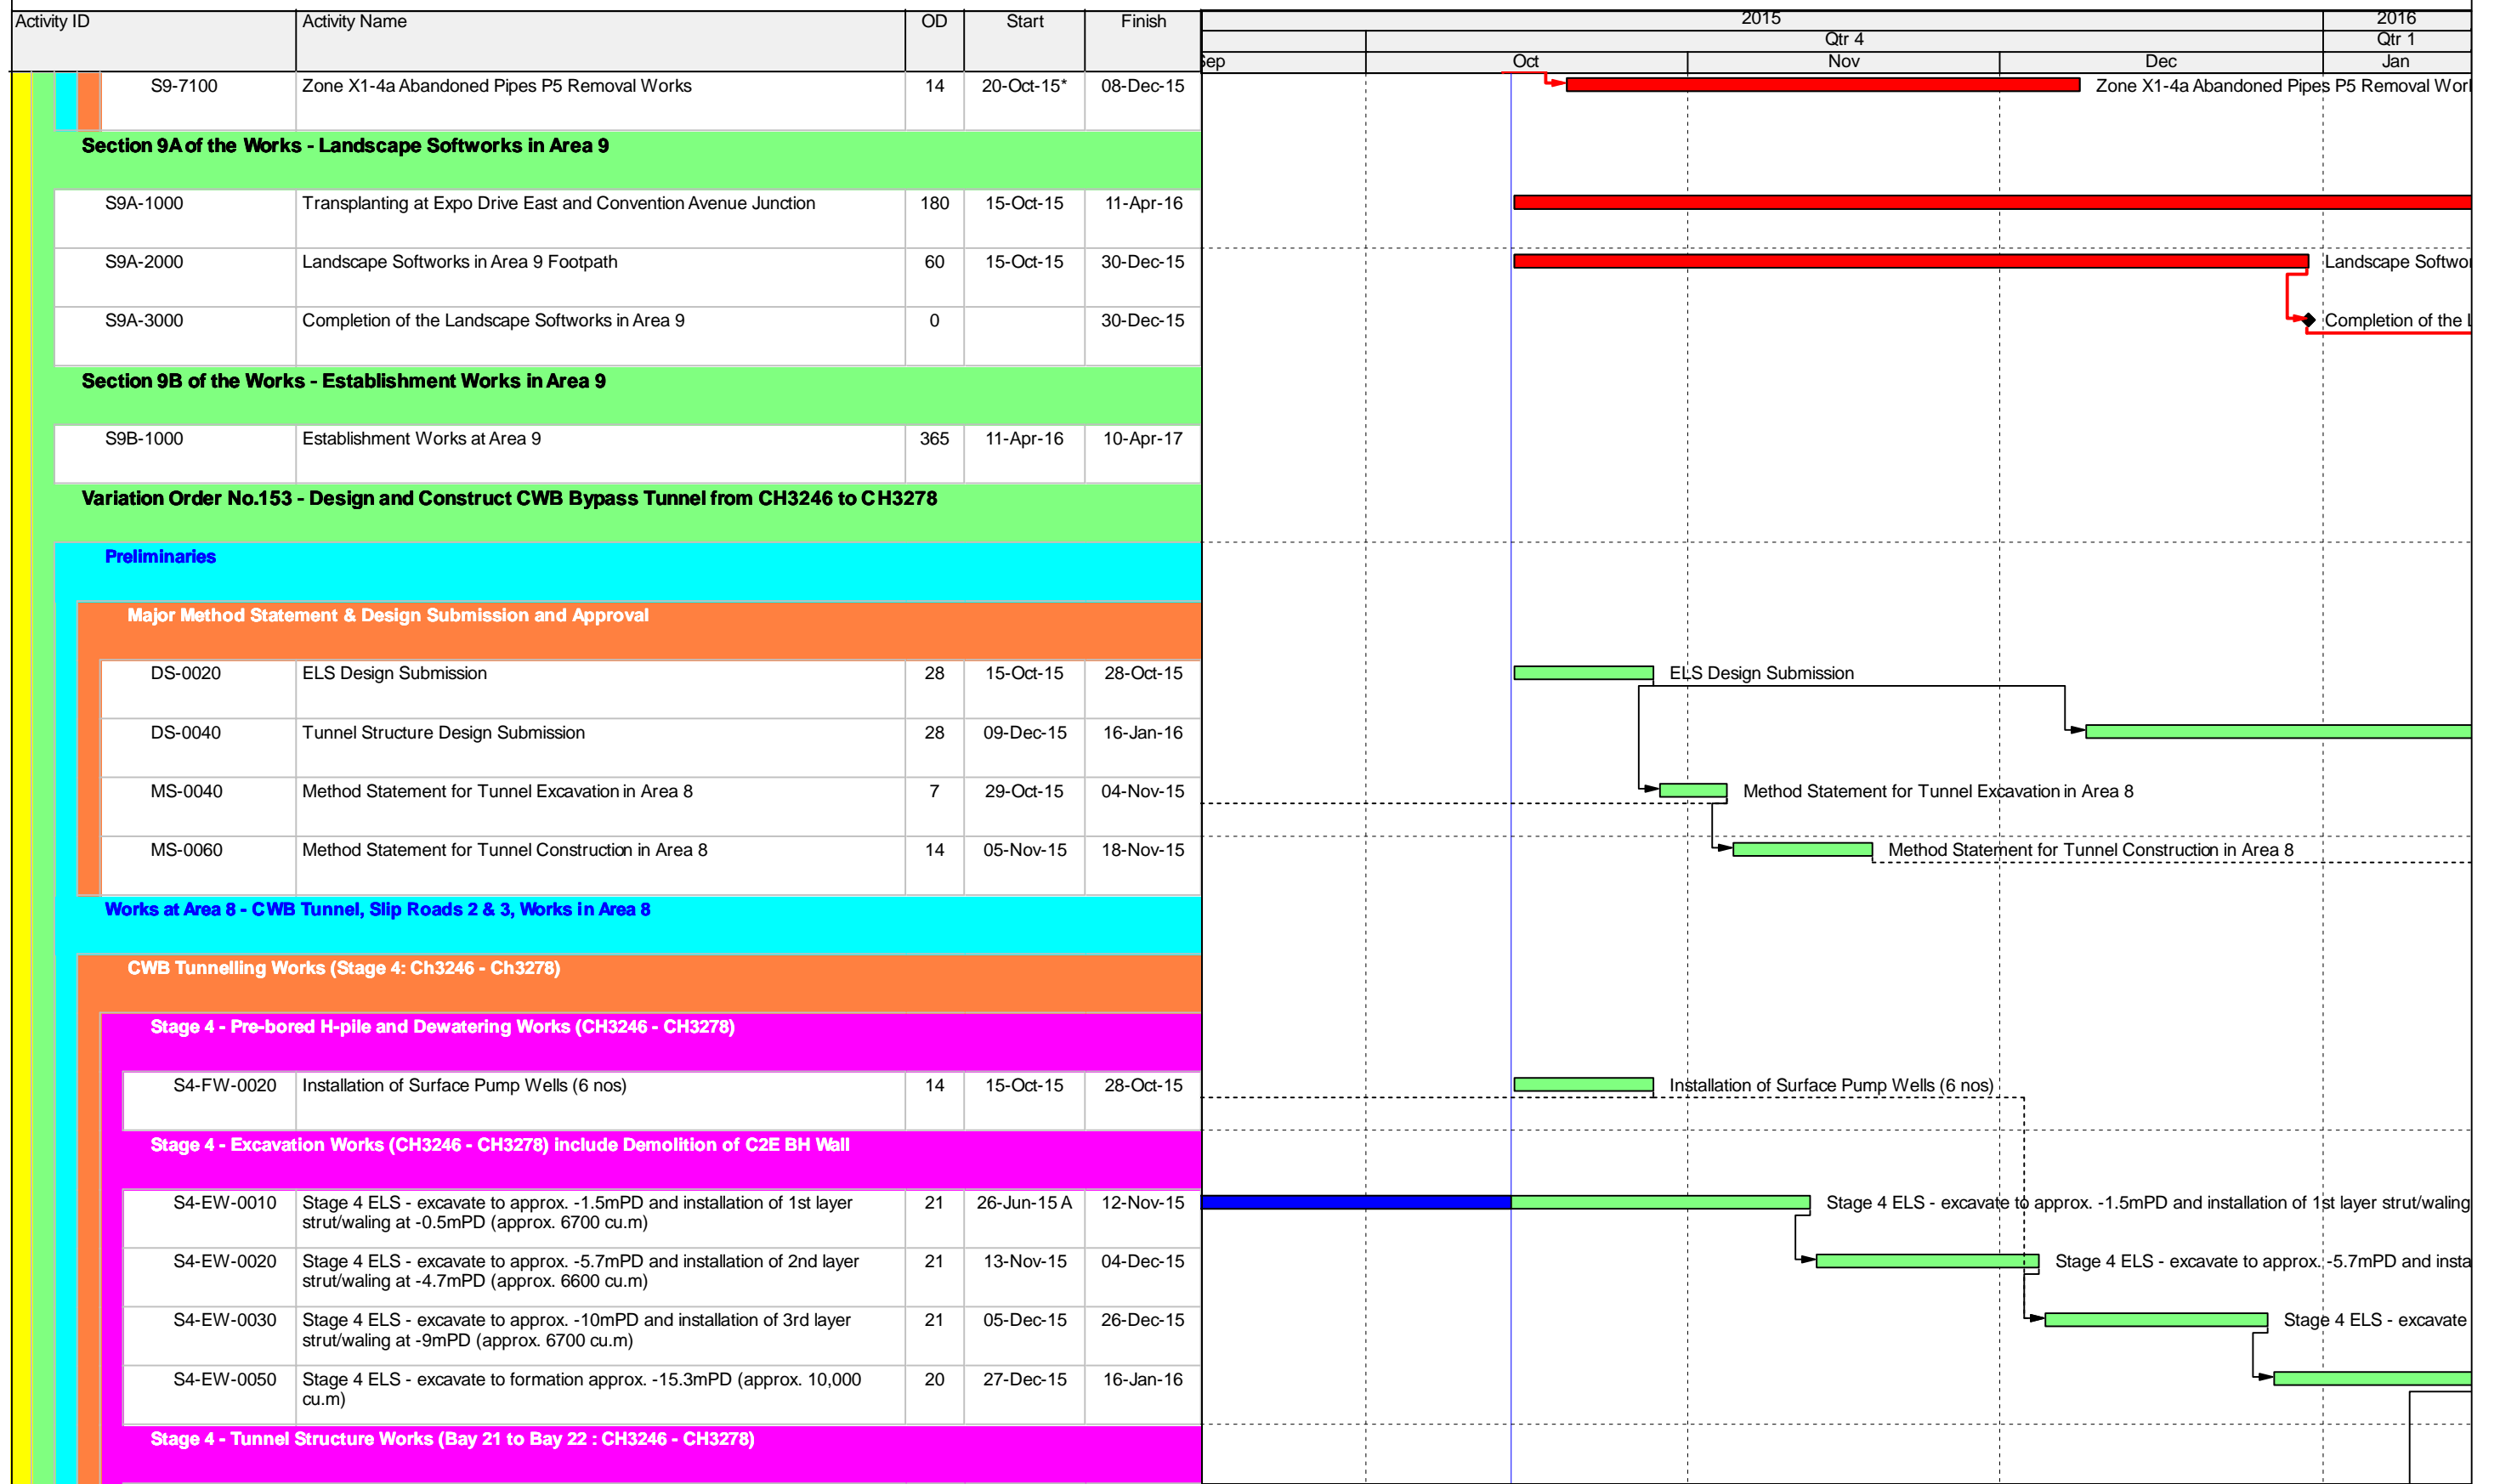 Activity ID Activity Name OD Start Finish 2015 2016
Qtr 4 Qtr 1
Sep Oct Nov Dec Jan
S9-7100 Zone X1-4a Abandoned Pipes P5 Removal Works 14 20-Oct-15* 08-Dec-15 Zone X1-4a Abandoned Pipes P5 Removal Worl
Section 9A of the Works - Landscape Softworks in Area 9
S9A-1000 Transplanting at Expo Drive East and Convention Avenue Junction 180 15-Oct-15 11-Apr-16
S9A-2000 Landscape Softworks in Area 9 Footpath 60 15-Oct-15 30-Dec-15 Landscape Softwor
S9A-3000 Completion of the Landscape Softworks in Area 9 0 30-Dec-15 Completion of the L
Section 9B of the Works - Establishment Works in Area 9
S9B-1000 Establishment Works at Area 9 365 11-Apr-16 10-Apr-17
Variation Order No.153 - Design and Construct CWB Bypass Tunnel from CH3246 to CH3278
Preliminaries
Major Method Statement & Design Submission and Approval
DS-0020 ELS Design Submission 28 15-Oct-15 28-Oct-15 ELS Design Submission
DS-0040 Tunnel Structure Design Submission 28 09-Dec-15 16-Jan-16
MS-0040 Method Statement for Tunnel Excavation in Area 8 7 29-Oct-15 04-Nov-15 Method Statement for Tunnel Excavation in Area 8
MS-0060 Method Statement for Tunnel Construction in Area 8 14 05-Nov-15 18-Nov-15 Method Statement for Tunnel Construction in Area 8
Works at Area 8 - CWB Tunnel, Slip Roads 2 & 3, Works in Area 8
CWB Tunnelling Works (Stage 4: Ch3246 - Ch3278)
Stage 4 - Pre-bored H-pile and Dewatering Works (CH3246 - CH3278)
S4-FW-0020 Installation of Surface Pump Wells (6 nos) 14 15-Oct-15 28-Oct-15 Installation of Surface Pump Wells (6 nos)
Stage 4 - Excavation Works (CH3246 - CH3278) include Demolition of C2E BH Wall
S4-EW-0010 Stage 4 ELS - excavate to approx. -1.5mPD and installation of 1st layer 21 26-Jun-15 A 12-Nov-15 Stage 4 ELS - excavate to approx. -1.5mPD and installation of 1st layer strut/waling
strut/waling at -0.5mPD (approx. 6700 cu.m)
S4-EW-0020 Stage 4 ELS - excavate to approx. -5.7mPD and installation of 2nd layer 21 13-Nov-15 04-Dec-15 Stage 4 ELS - excavate to approx. -5.7mPD and insta
strut/waling at -4.7mPD (approx. 6600 cu.m)
S4-EW-0030 Stage 4 ELS - excavate to approx. -10mPD and installation of 3rd layer 21 05-Dec-15 26-Dec-15 Stage 4 ELS - excavate
strut/waling at -9mPD (approx. 6700 cu.m)
S4-EW-0050 Stage 4 ELS - excavate to formation approx. -15.3mPD (approx. 10,000 20 27-Dec-15 16-Jan-16
cu.m)
Stage 4 - Tunnel Structure Works (Bay 21 to Bay 22 : CH3246 - CH3278)